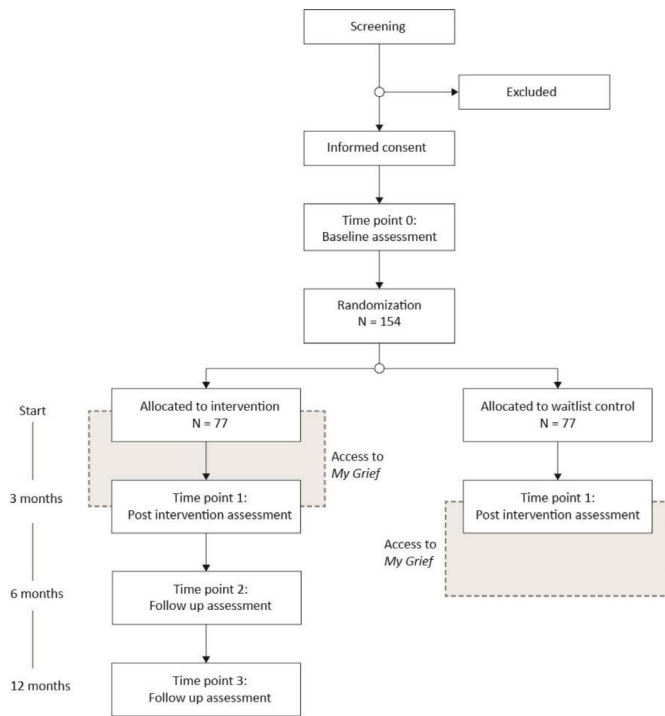 Screening
Excluded
Informed consent
Time point 0:
Baseline assessment
Randomization
N = 154
Start
Allocated to intervention
N = 77
Allocated to waitlist control
N = 77
Access to
My Grief
3 months
Time point 1:
Post intervention assessment
Time point 1:
Post intervention assessment
Access to
My Grief
6 months
Time point 2:
Follow up assessment
12 months
Time point 3:
Follow up assessment